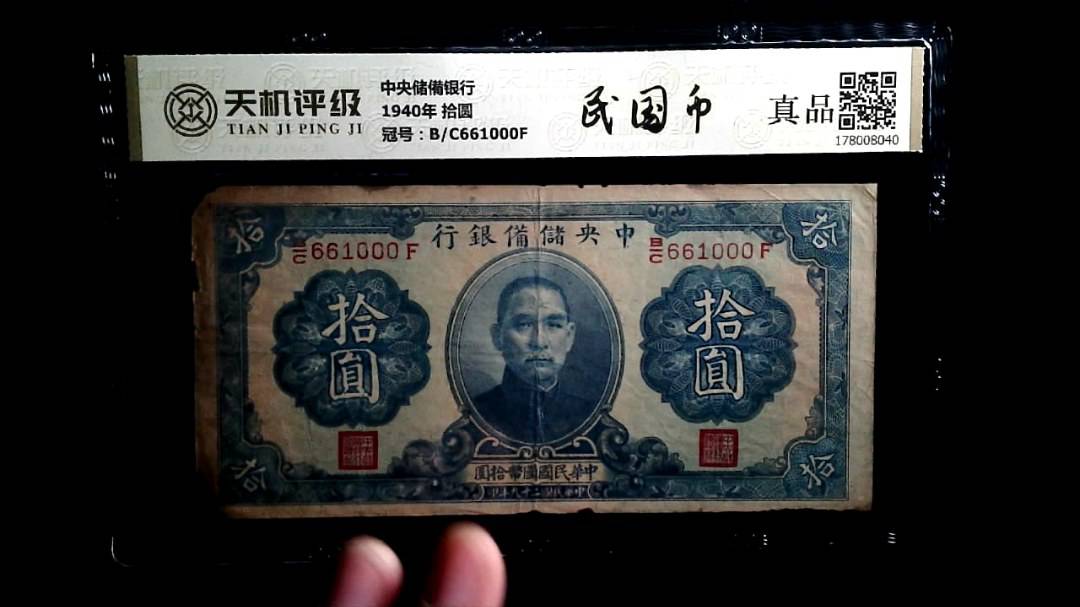 天机评级
TIAN JI PING JI
中央储備银行
1940年 拾圆
冠号：B/C661000F
民国币
真品
178008040
拾
拾
行銀備儲央中
B/C 661000 F
B/C 661000 F
拾圓
拾圓
圓拾幣國國民華中
拾
拾